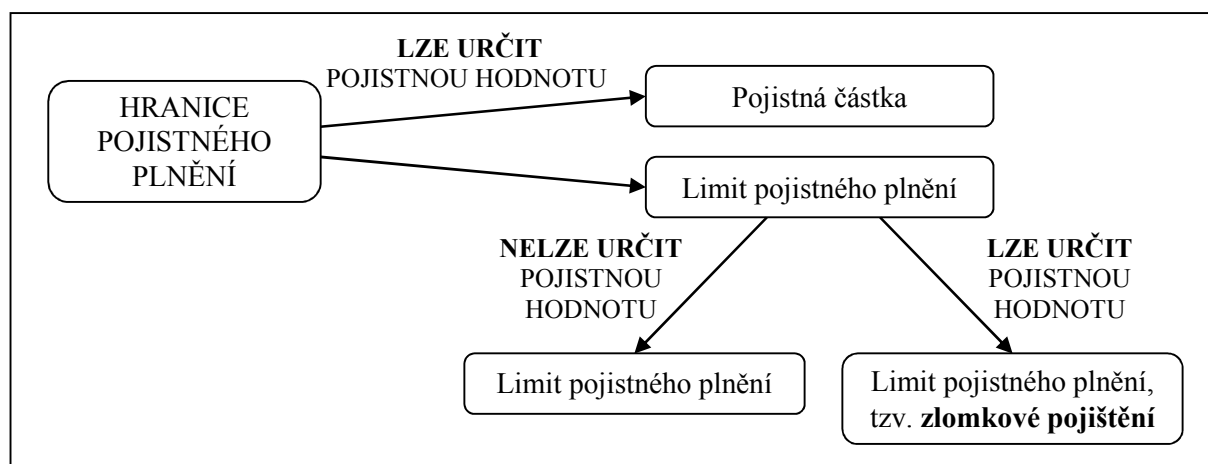 LZE URČIT
POJISTNOU HODNOTU
HRANICE
POJISTNÉHO
PLNĚNÍ
Pojistná částka
Limit pojistného plnění
NELZE URČIT
POJISTNOU
HODNOTU
LZE URČIT
POJISTNOU
HODNOTU
Limit pojistného plnění
Limit pojistného plnění,
tzv. zlomkové pojištění